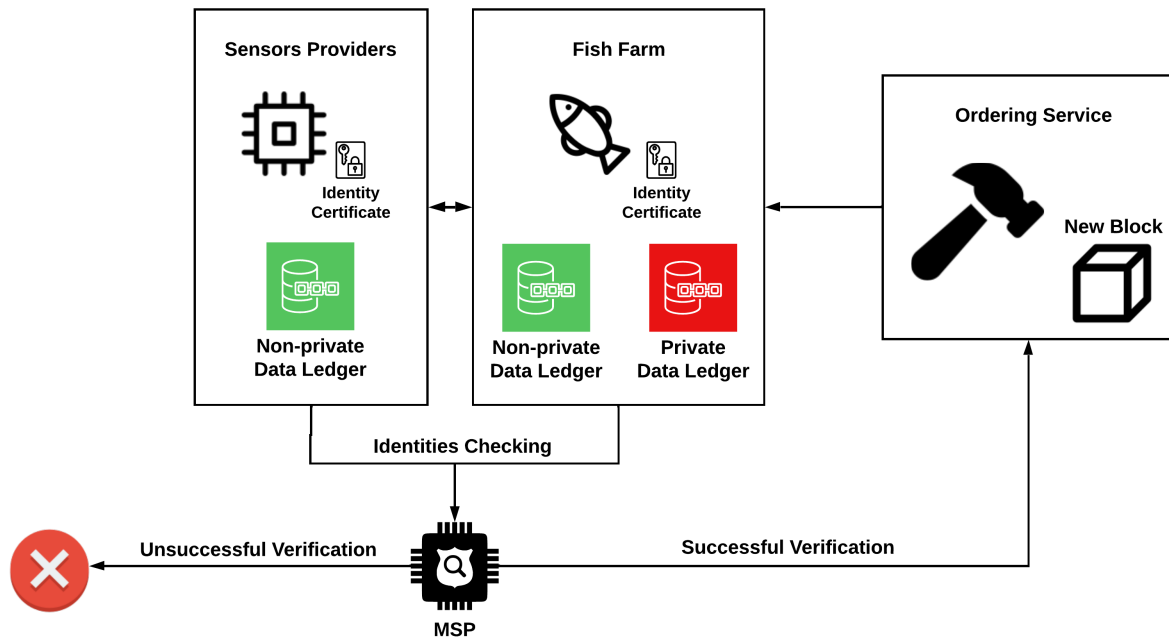 Sensors Providers
Identity
Certificate
Non-private
Data Ledger
Fish Farm
Identity
Certificate
Non-private
Data Ledger
Private
Data Ledger
Ordering Service
New Block
Identities Checking
Unsuccessful Verification
Successful Verification
MSP